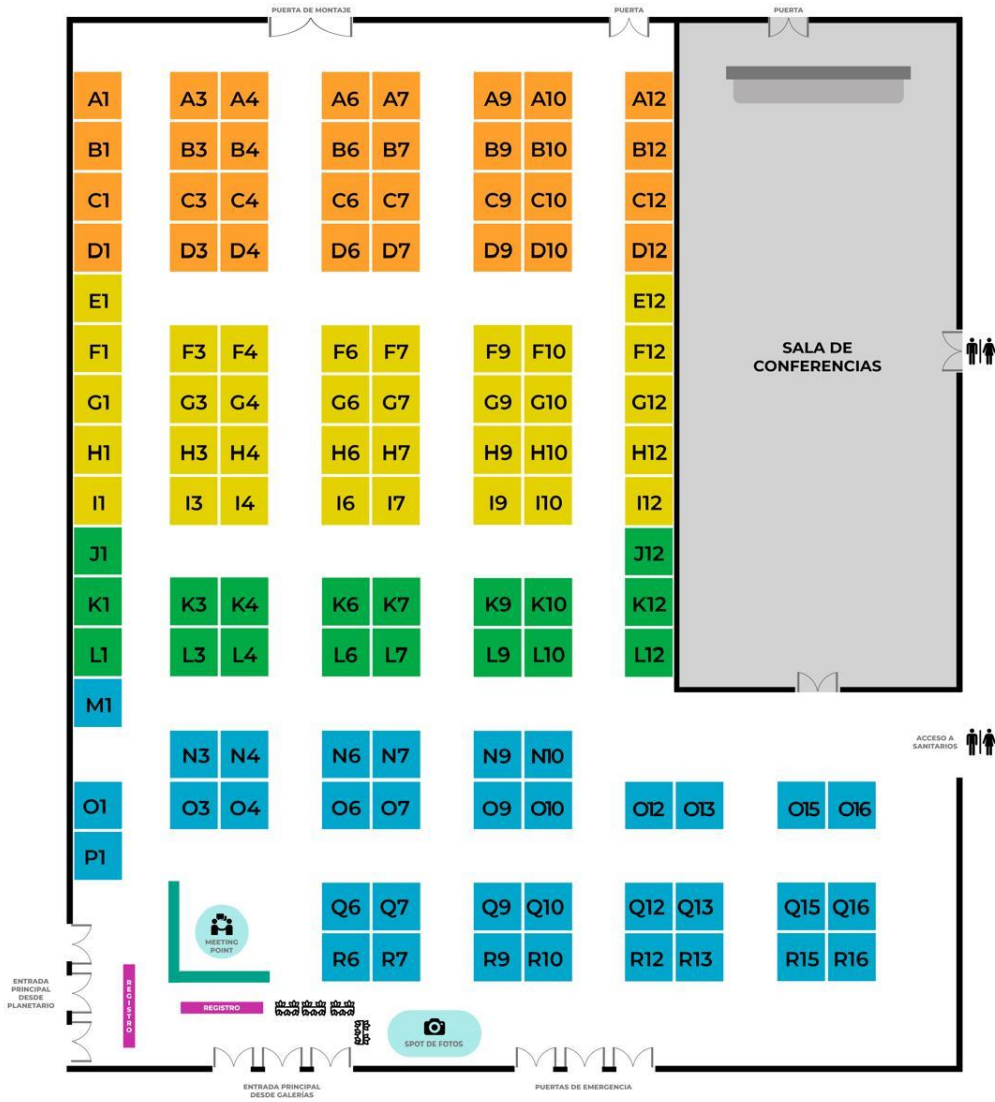 PUERTA DE MONTAJE PUERTA PUERTA
A1 A3 A4 A6 A7 A9 A10 A12
B1 B3 B4 B6 B7 B9 B10 B12
C1 C3 C4 C6 C7 C9 C10 C12
D1 D3 D4 D6 D7 D9 D10 D12
E1 E12
F1 F3 F4 F6 F7 F9 F10 F12
SALA DE
CONFERENCIAS
G1 G3 G4 G6 G7 G9 G10 G12
H1 H3 H4 H6 H7 H9 H10 H12
I1 I3 I4 I6 I7 I9 I10 I12
J1 J12
K1 K3 K4 K6 K7 K9 K10 K12
L1 L3 L4 L6 L7 L9 L10 L12
M1
ACCESO A
SANITARIOS
N3 N4 N6 N7 N9 N10
O1 O3 O4 O6 O7 O9 O10 O12 O13 O15 O16
P1
Q6 Q7 Q9 Q10 Q12 Q13 Q15 Q16
MEETING
POINT
R6 R7 R9 R10 R12 R13 R15 R16
ENTRADA
PRINCIPAL
DESDE
PLANETARIO
REGISTRO
REGISTRO
SPOT DE FOTOS
ENTRADA PRINCIPAL
DESDE GALERÍAS
PUERTAS DE EMERGENCIA